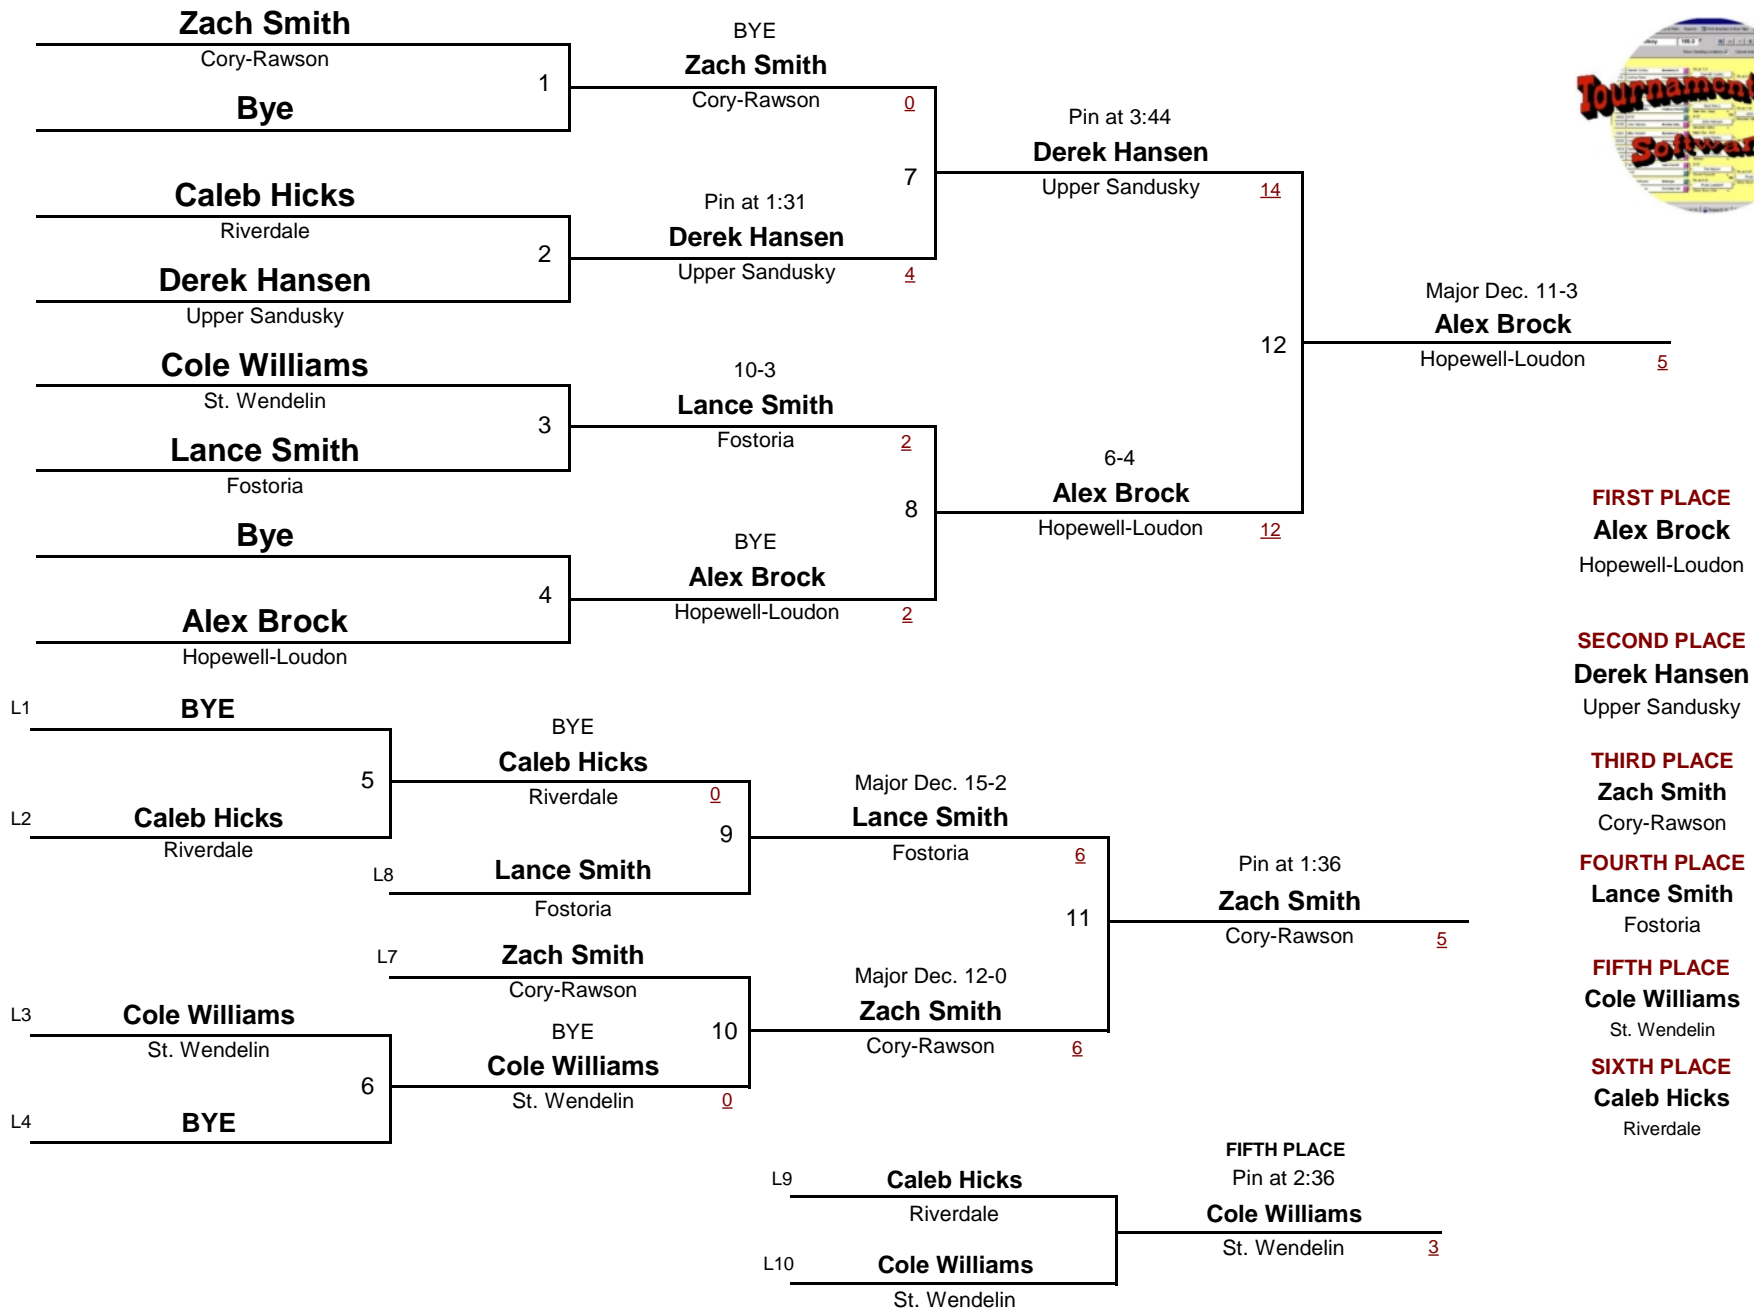 Zach Smith
Cory-Rawson
1
Bye
Caleb Hicks
Riverdale
2
Derek Hansen
Upper Sandusky
Cole Williams
St. Wendelin
3
Lance Smith
Fostoria
Bye
4
Alex Brock
Hopewell-Loudon
BYE
Zach Smith
Cory-Rawson
0
7
Pin at 1:31
Derek Hansen
Upper Sandusky
4
10-3
Lance Smith
Fostoria
2
8
BYE
Alex Brock
Hopewell-Loudon
2
Pin at 3:44
Derek Hansen
Upper Sandusky
14
12
6-4
Alex Brock
Hopewell-Loudon
12
Major Dec. 11-3
Alex Brock
Hopewell-Loudon
5
L1
BYE
5
L2
Caleb Hicks
Riverdale
L3
Cole Williams
St. Wendelin
6
L4
BYE
BYE
Caleb Hicks
Riverdale
0
9
L8
Lance Smith
Fostoria
L7
Zach Smith
Cory-Rawson
10
BYE
Cole Williams
St. Wendelin
0
Major Dec. 15-2
Lance Smith
Fostoria
6
11
Major Dec. 12-0
Zach Smith
Cory-Rawson
6
Pin at 1:36
Zach Smith
Cory-Rawson
5
L9
Caleb Hicks
Riverdale
L10
Cole Williams
St. Wendelin
FIFTH PLACE
Pin at 2:36
Cole Williams
St. Wendelin
3
Tournament
Softwar
FIRST PLACE
Alex Brock
Hopewell-Loudon
SECOND PLACE
Derek Hansen
Upper Sandusky
THIRD PLACE
Zach Smith
Cory-Rawson
FOURTH PLACE
Lance Smith
Fostoria
FIFTH PLACE
Cole Williams
St. Wendelin
SIXTH PLACE
Caleb Hicks
Riverdale